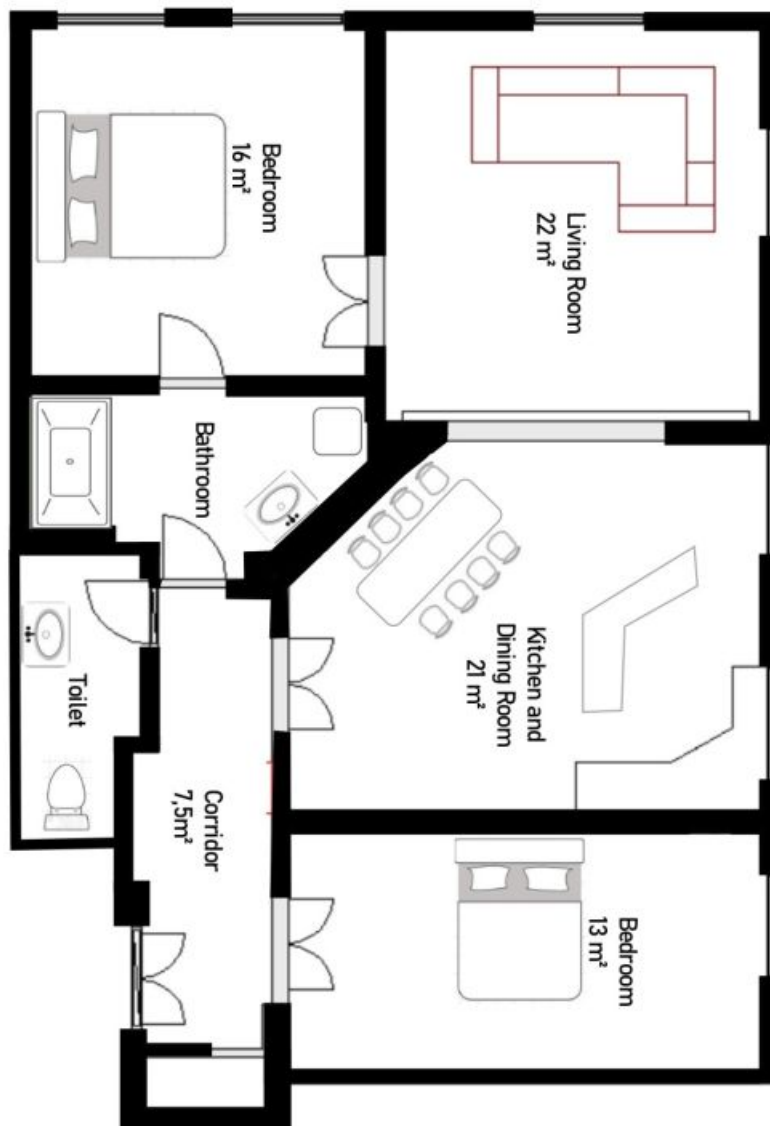 Bedroom
16 m²
Living Room
22 m²
Bathroom
Kitchen and
Dining Room
21 m²
Toilet
Corridor
7,5m²
Bedroom
13 m²